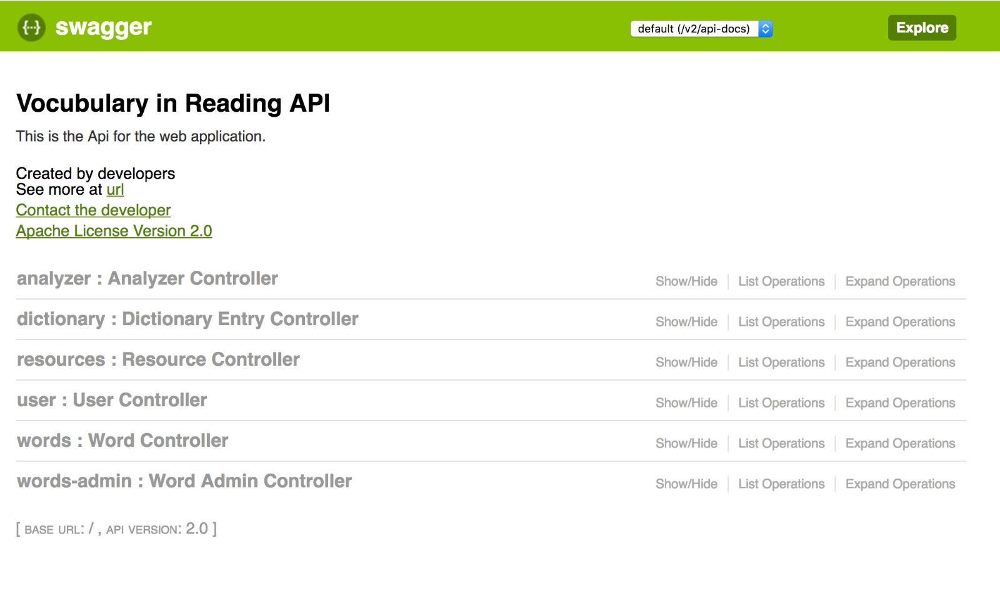 {···} swagger default (/v2/api-docs) Explore
Vocubulary in Reading API
This is the Api for the web application.
Created by developers
See more at url
Contact the developer
Apache License Version 2.0
analyzer : Analyzer Controller Show/Hide List Operations Expand Operations
dictionary : Dictionary Entry Controller Show/Hide List Operations Expand Operations
resources : Resource Controller Show/Hide List Operations Expand Operations
user : User Controller Show/Hide List Operations Expand Operations
words : Word Controller Show/Hide List Operations Expand Operations
words-admin : Word Admin Controller Show/Hide List Operations Expand Operations
[ BASE URL: / , API VERSION: 2.0 ]